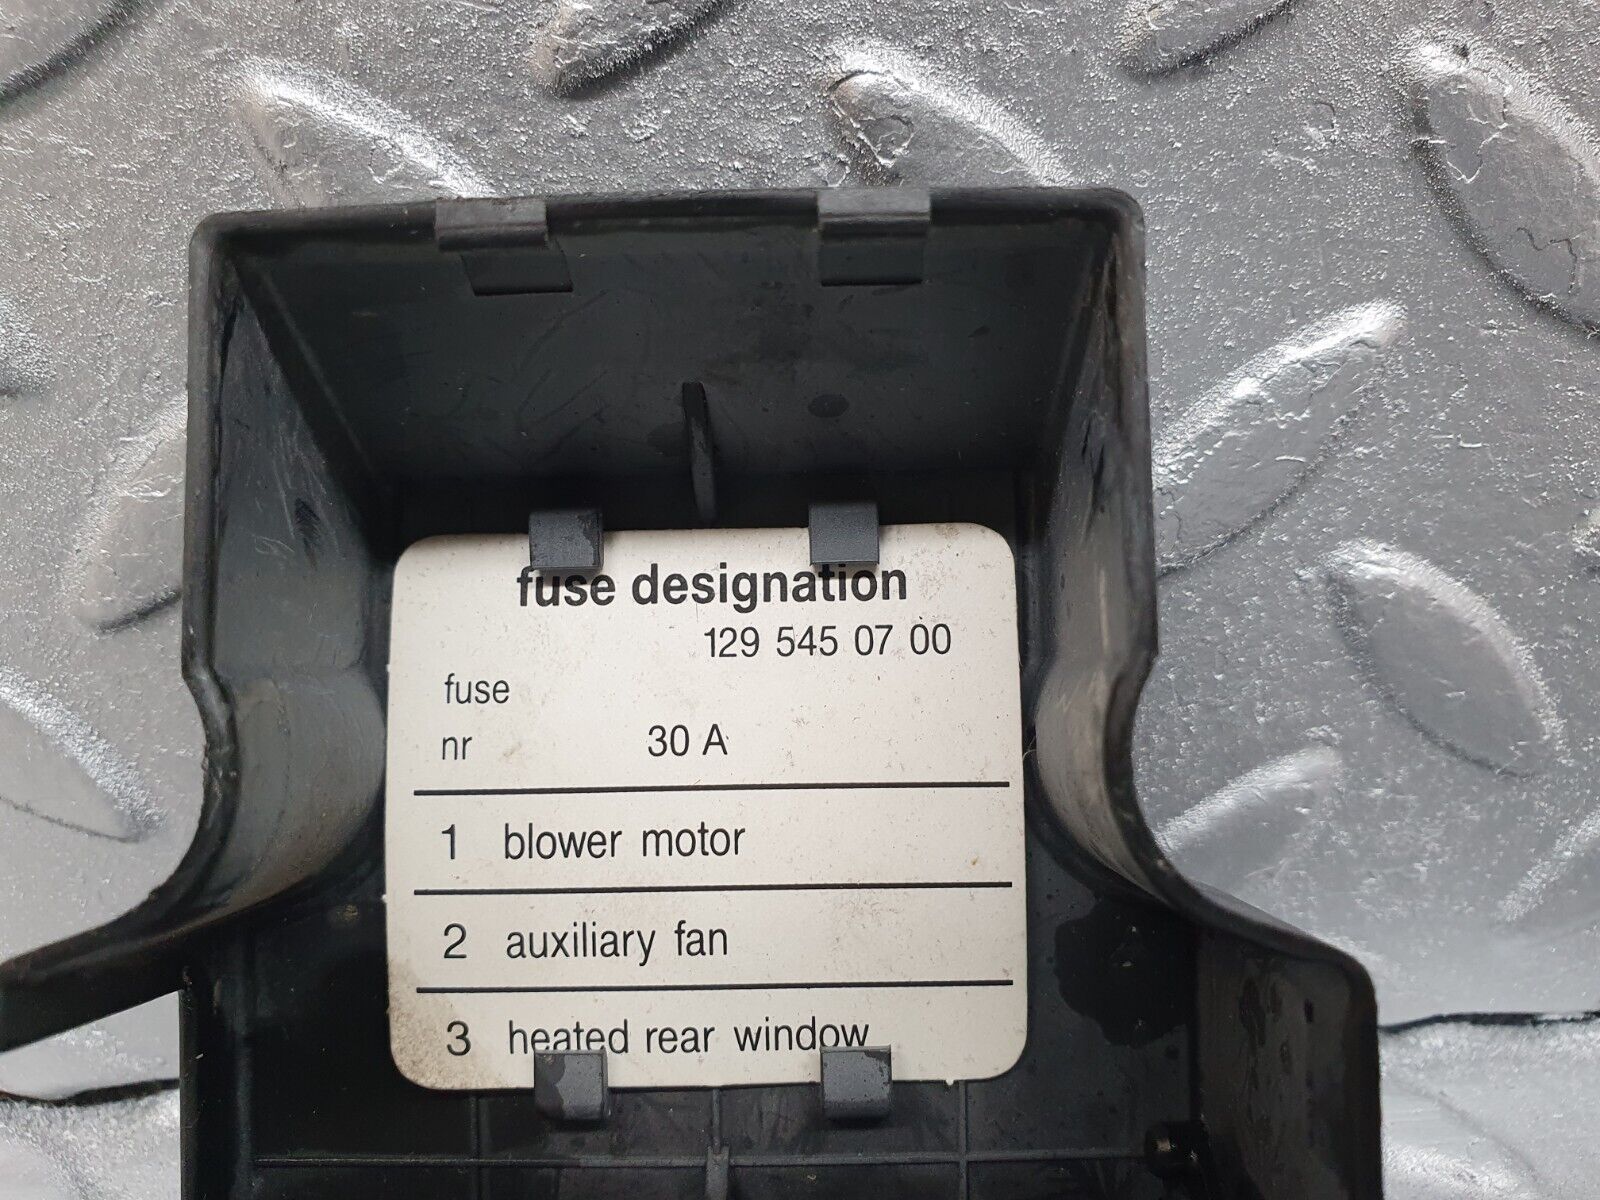 fuse designation
129 545 07 00
fuse
nr 30 A
1 blower motor
2 auxiliary fan
3 heated rear window